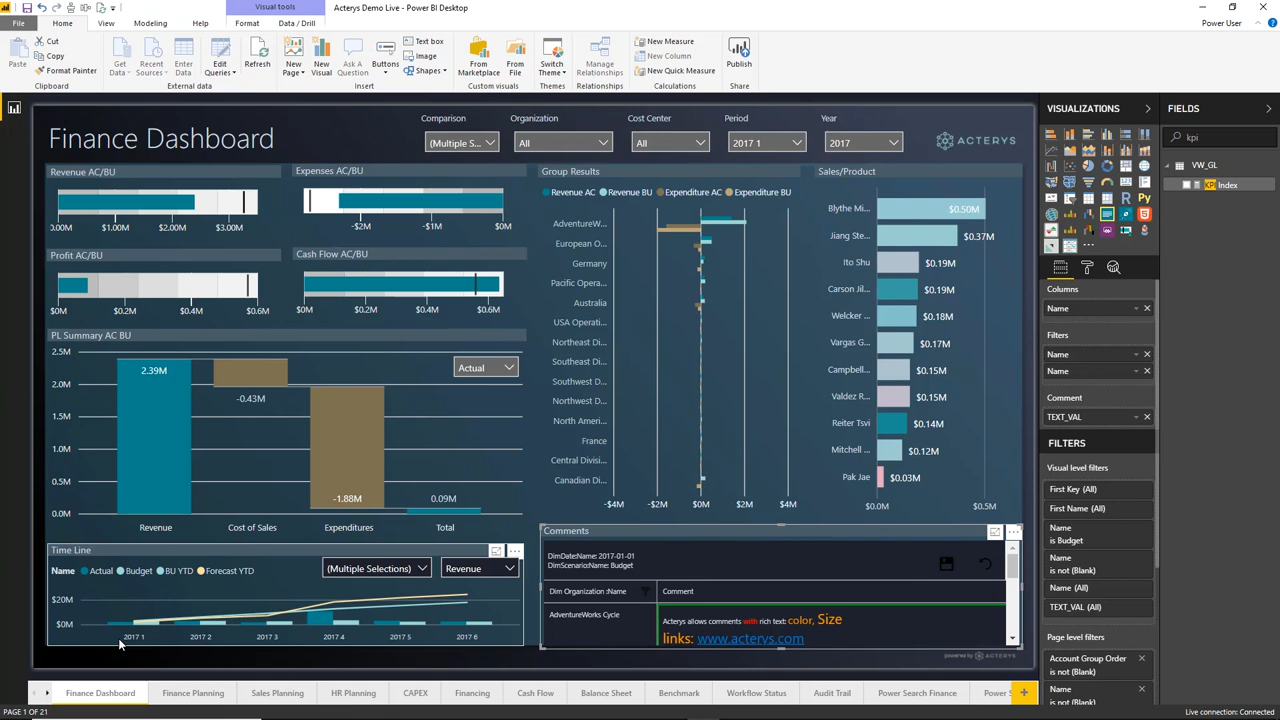 Visual tools
Acterys Demo Live - Power BI Desktop
File Home View Modeling Help Format Data / Drill
Power User
Paste
Cut
Copy
Format Painter
Clipboard
Get Data
Recent Sources
Enter Data
Edit Queries
Refresh
External data
New Page
New Visual
Ask A Question
Buttons
Text box
Image
Shapes
Insert
From Marketplace
From File
Custom visuals
Switch Theme
Themes
Manage Relationships
Relationships
New Measure
New Column
New Quick Measure
Calculations
Publish
Share
Finance Dashboard
Comparison Organization Cost Center Period Year
(Multiple S... All All 2017 1 2017
ACTERYS
Revenue AC/BU
0.00M $1.00M $2.00M $3.00M
Expenses AC/BU
-$2M -$1M $0M
Profit AC/BU
$0M $0.2M $0.4M $0.6M
Cash Flow AC/BU
$0M $0.2M $0.4M $0.6M
PL Summary AC BU
Actual
2.5M
2.0M
1.5M
1.0M
0.5M
0.0M
2.39M
-0.43M
-1.88M
0.09M
Revenue Cost of Sales Expenditures Total
Time Line
Name Actual Budget BU YTD Forecast YTD
(Multiple Selections) Revenue
$20M
$0M
2017 1 2017 2 2017 3 2017 4 2017 5 2017 6
Group Results
Revenue AC Revenue BU Expenditure AC Expenditure BU
AdventureW...
European O...
Germany
Pacific Opera...
Australia
USA Operati...
Northeast Di...
Southeast Di...
Southwest D...
Northwest D...
North Ameri...
France
Central Divisi...
Canadian Di...
-$4M -$2M $0M $2M $4M
Sales/Product
Blythe Mi... $0.50M
Jiang Ste... $0.37M
Ito Shu $0.19M
Carson Jil... $0.19M
Welcker ... $0.18M
Vargas G... $0.17M
Campbell... $0.15M
Valdez R... $0.15M
Reiter Tsvi $0.14M
Mitchell ... $0.12M
Pak Jae $0.03M
$0.0M $0.5M
Comments
DimDate:Name: 2017-01-01
DimScenario:Name: Budget
Dim Organization :Name Comment
AdventureWorks Cycle
Acterys allows comments with rich text: color, Size
links: www.acterys.com
powered by ACTERYS
VISUALIZATIONS
R Py
Columns
Name
Filters
Name
Name
Comment
TEXT_VAL
FILTERS
Visual level filters
First Key (All)
First Name (All)
Name
is Budget
Name
is not (Blank)
Name (All)
TEXT_VAL (All)
Page level filters
Account Group Order
is not (Blank)
Name
is not (Blank)
FIELDS
kpi
VW_GL
KPI Index
Finance Dashboard Finance Planning Sales Planning HR Planning CAPEX Financing Cash Flow Balance Sheet Benchmark Workflow Status Audit Trail Power Search Finance Power S
PAGE 1 OF 21
Live connection: Connected